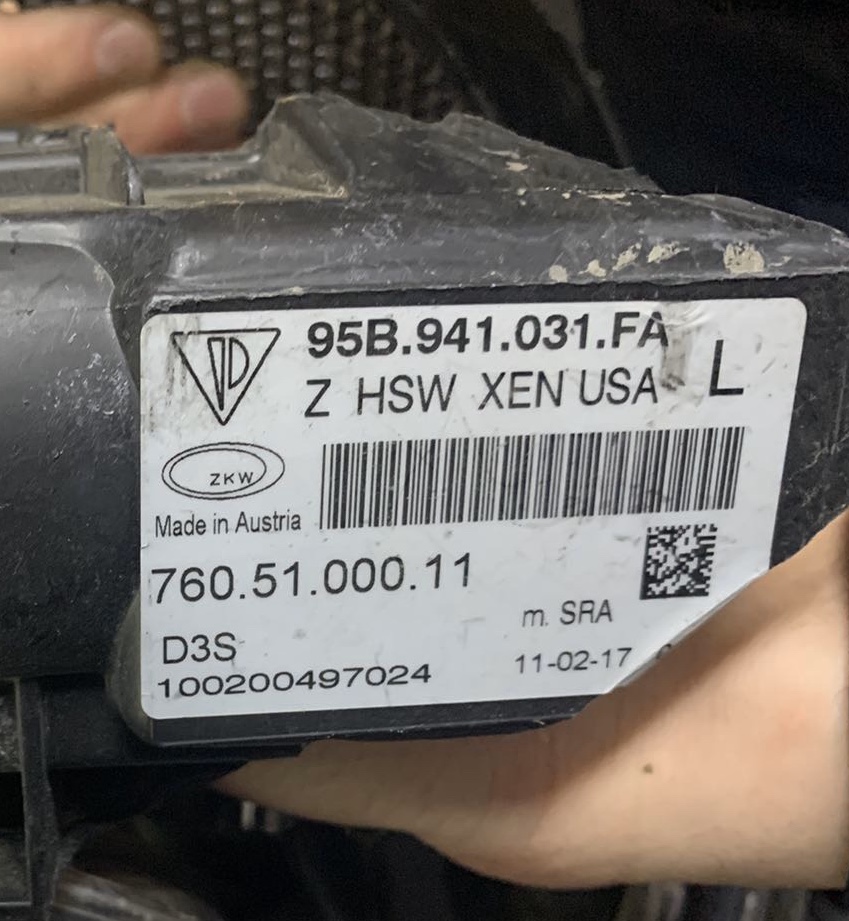 95B.941.031.FA
Z HSW XEN USA L
ZKW
Made in Austria
760.51.000.11
m. SRA
D3S
11-02-17
100200497024